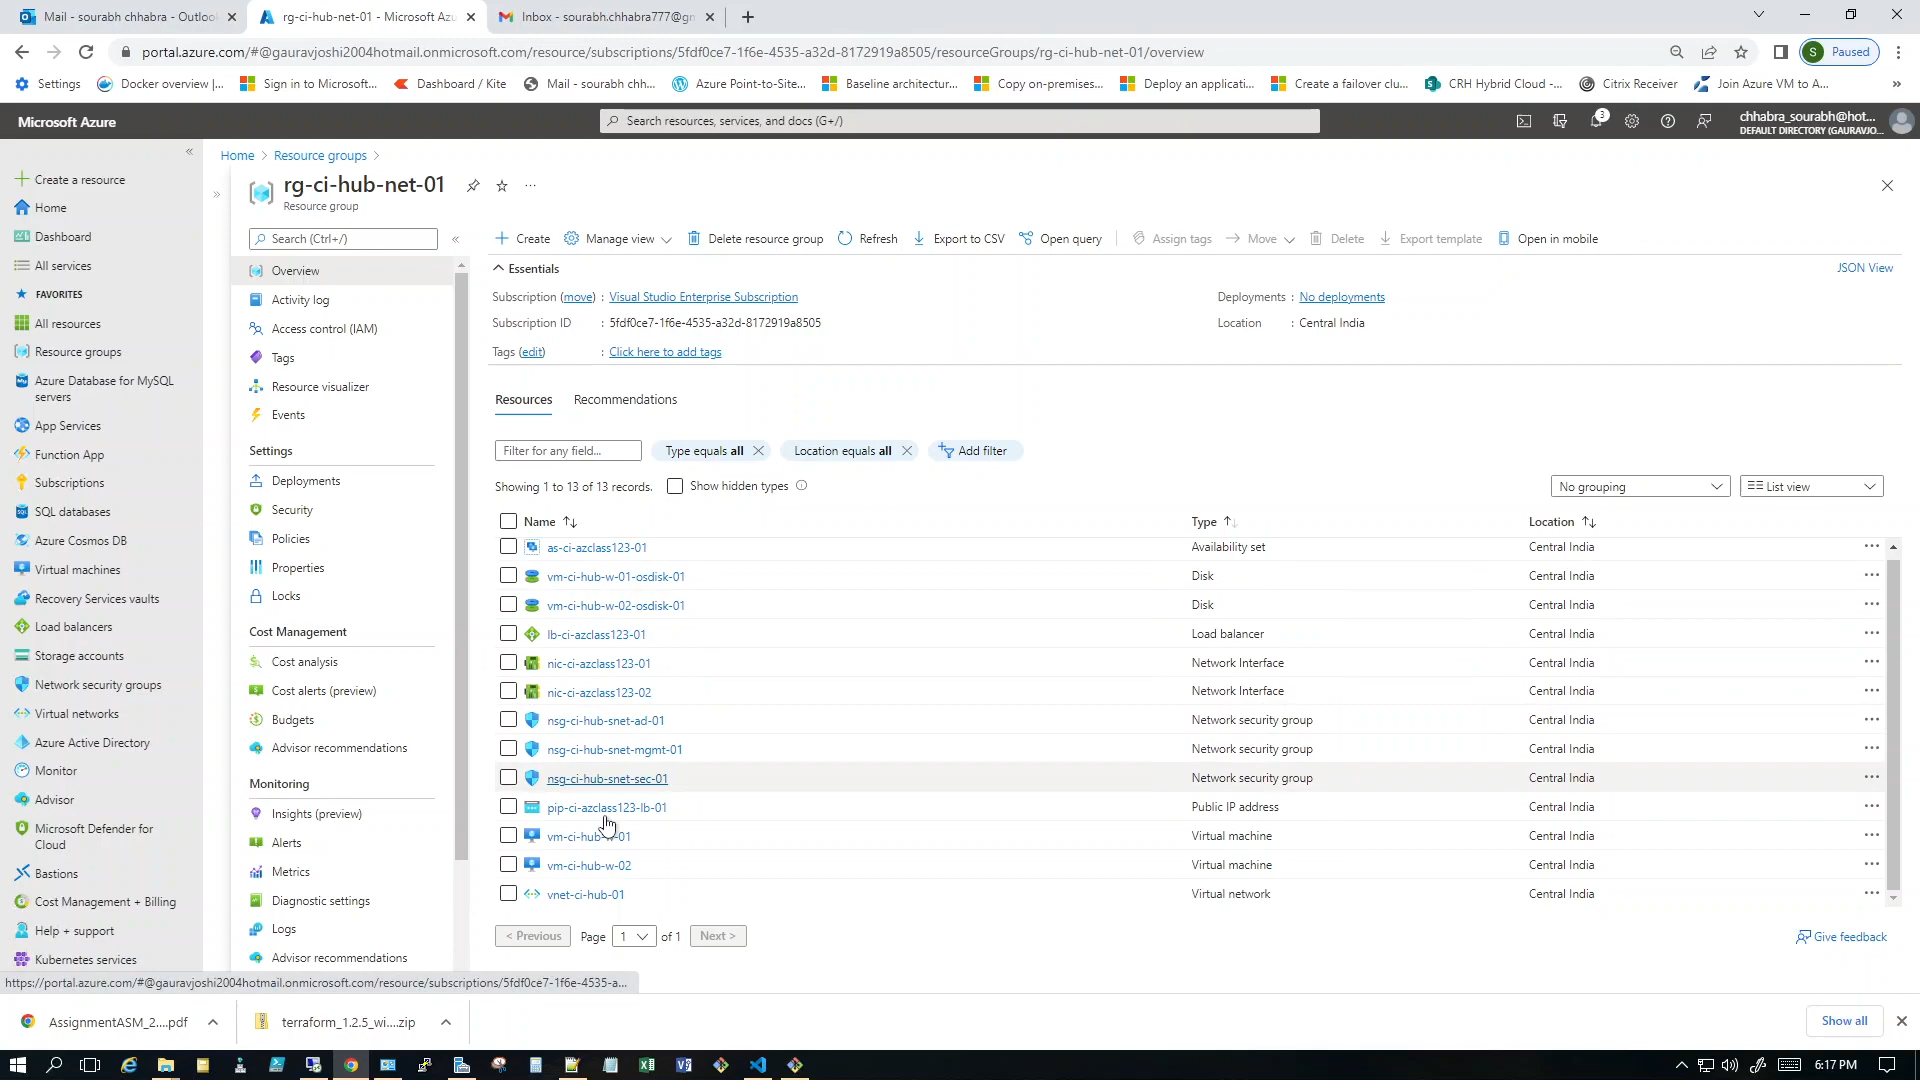 Mail - sourabh chhabra - Outloo
rg-ci-hub-net-01 - Microsoft Azu
Inbox - sourabh.chhabra777@gm
portal.azure.com/#@gauravjoshi2004hotmail.onmicrosoft.com/resource/subscriptions/5fdf0ce7-1f6e-4535-a32d-8172919a8505/resourceGroups/rg-ci-hub-net-01/overview
S Paused
Settings
Docker overview |...
Sign in to Microsoft...
Dashboard / Kite
Mail - sourabh chh...
Azure Point-to-Site...
Baseline architectur...
Copy on-premises...
Deploy an applicati...
Create a failover clu...
CRH Hybrid Cloud -...
Citrix Receiver
Join Azure VM to A...
Microsoft Azure
Search resources, services, and docs (G+/)
3
chhabra_sourabh@hot...
DEFAULT DIRECTORY (GAURAVJO...
Create a resource
Home
Dashboard
All services
FAVORITES
All resources
Resource groups
Azure Database for MySQL
servers
App Services
Function App
Subscriptions
SQL databases
Azure Cosmos DB
Virtual machines
Recovery Services vaults
Load balancers
Storage accounts
Network security groups
Virtual networks
Azure Active Directory
Monitor
Advisor
Microsoft Defender for
Cloud
Bastions
Cost Management + Billing
Help + support
Kubernetes services
Home > Resource groups >
rg-ci-hub-net-01
Resource group
Search (Ctrl+/)
Overview
Activity log
Access control (IAM)
Tags
Resource visualizer
Events
Settings
Deployments
Security
Policies
Properties
Locks
Cost Management
Cost analysis
Cost alerts (preview)
Budgets
Advisor recommendations
Monitoring
Insights (preview)
Alerts
Metrics
Diagnostic settings
Logs
Advisor recommendations
Create
Manage view
Delete resource group
Refresh
Export to CSV
Open query
Assign tags
Move
Delete
Export template
Open in mobile
Essentials
JSON View
Subscription (move) : Visual Studio Enterprise Subscription
Deployments : No deployments
Subscription ID : 5fdf0ce7-1f6e-4535-a32d-8172919a8505
Location : Central India
Tags (edit) : Click here to add tags
Resources
Recommendations
Filter for any field...
Type equals all
Location equals all
Add filter
Showing 1 to 13 of 13 records.
Show hidden types
No grouping
List view
Name Type Location
as-ci-azclass123-01 Availability set Central India
vm-ci-hub-w-01-osdisk-01 Disk Central India
vm-ci-hub-w-02-osdisk-01 Disk Central India
lb-ci-azclass123-01 Load balancer Central India
nic-ci-azclass123-01 Network Interface Central India
nic-ci-azclass123-02 Network Interface Central India
nsg-ci-hub-snet-ad-01 Network security group Central India
nsg-ci-hub-snet-mgmt-01 Network security group Central India
nsg-ci-hub-snet-sec-01 Network security group Central India
pip-ci-azclass123-lb-01 Public IP address Central India
vm-ci-hub-w-01 Virtual machine Central India
vm-ci-hub-w-02 Virtual machine Central India
vnet-ci-hub-01 Virtual network Central India
< Previous
Page 1 of 1
Next >
Give feedback
https://portal.azure.com/#@gauravjoshi2004hotmail.onmicrosoft.com/resource/subscriptions/5fdf0ce7-1f6e-4535-a...
AssignmentASM_2....pdf
terraform_1.2.5_wi....zip
Show all
6:17 PM